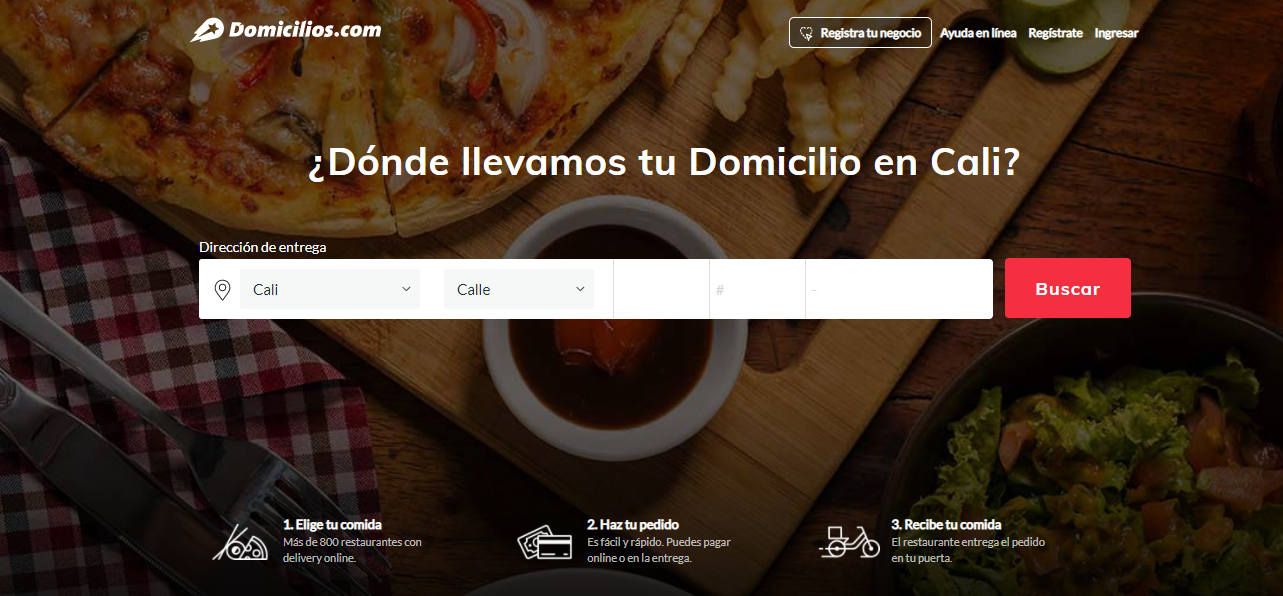 Domicilios.com
Registra tu negocio
Ayuda en línea
Regístrate
Ingresar
¿Dónde llevamos tu Domicilio en Cali?
Dirección de entrega
Cali
Calle
#
-
Buscar
1. Elige tu comida
Más de 800 restaurantes con
delivery online.
2. Haz tu pedido
Es fácil y rápido. Puedes pagar
online o en la entrega.
3. Recibe tu comida
El restaurante entrega el pedido
en tu puerta.